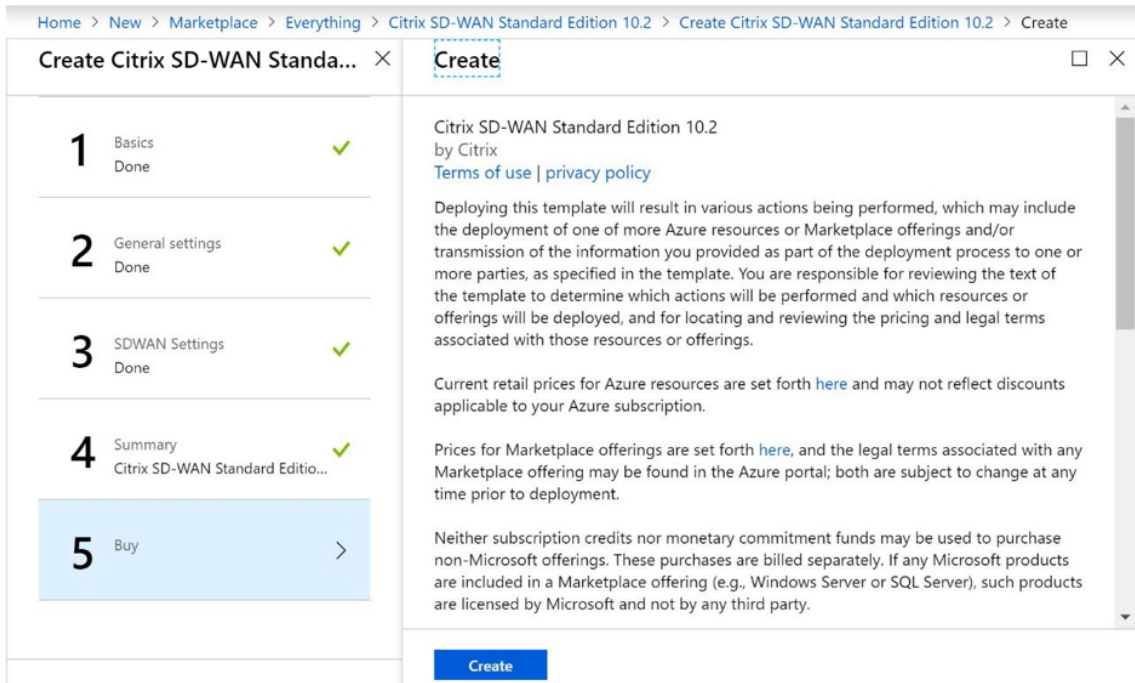 Home > New > Marketplace > Everything > Citrix SD-WAN Standard Edition 10.2 > Create Citrix SD-WAN Standard Edition 10.2 > Create
Create Citrix SD-WAN Standa...
1
Basics
Done
2
General settings
Done
3
SDWAN Settings
Done
4
Summary
Citrix SD-WAN Standard Editio...
5
Buy
Create
Citrix SD-WAN Standard Edition 10.2
by Citrix
Terms of use | privacy policy
Deploying this template will result in various actions being performed, which may include
the deployment of one of more Azure resources or Marketplace offerings and/or
transmission of the information you provided as part of the deployment process to one or
more parties, as specified in the template. You are responsible for reviewing the text of
the template to determine which actions will be performed and which resources or
offerings will be deployed, and for locating and reviewing the pricing and legal terms
associated with those resources or offerings.
Current retail prices for Azure resources are set forth here and may not reflect discounts
applicable to your Azure subscription.
Prices for Marketplace offerings are set forth here, and the legal terms associated with any
Marketplace offering may be found in the Azure portal; both are subject to change at any
time prior to deployment.
Neither subscription credits nor monetary commitment funds may be used to purchase
non-Microsoft offerings. These purchases are billed separately. If any Microsoft products
are included in a Marketplace offering (e.g., Windows Server or SQL Server), such products
are licensed by Microsoft and not by any third party.
Create